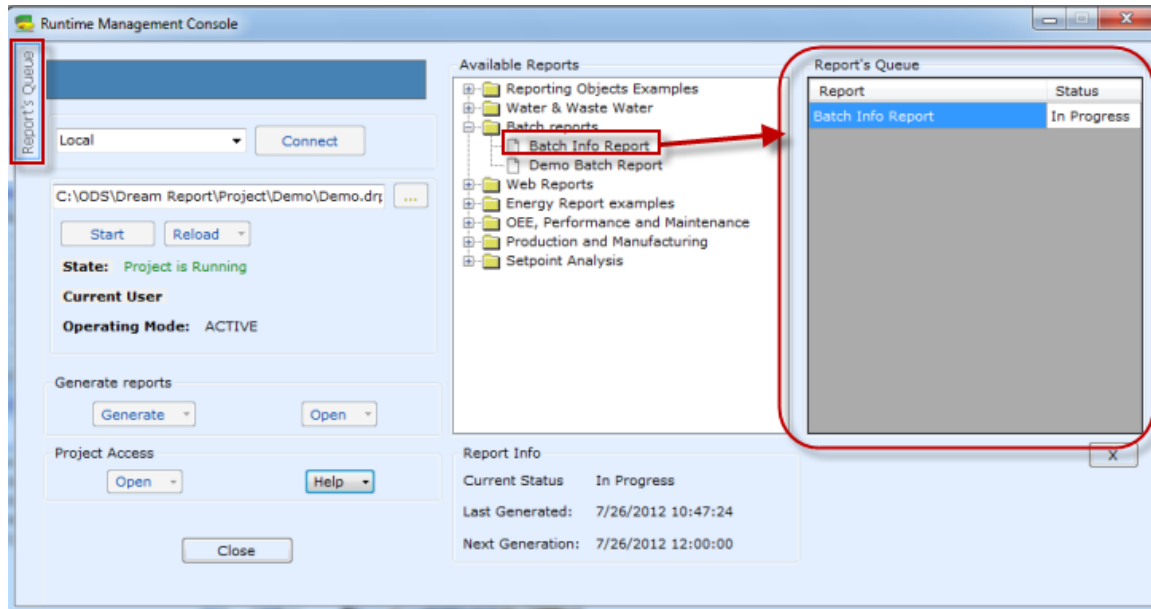 Runtime Management Console
Report's Queue
Local
Connect
C:\ODS\Dream Report\Project\Demo\Demo.drp
...
Start
Reload
State: Project is Running
Current User
Operating Mode: ACTIVE
Generate reports
Generate
Open
Project Access
Open
Help
Close
Available Reports
Reporting Objects Examples
Water & Waste Water
Batch reports
Batch Info Report
Demo Batch Report
Web Reports
Energy Report examples
OEE, Performance and Maintenance
Production and Manufacturing
Setpoint Analysis
Report Info
Current Status In Progress
Last Generated: 7/26/2012 10:47:24
Next Generation: 7/26/2012 12:00:00
Report's Queue
Report Status
Batch Info Report In Progress
X